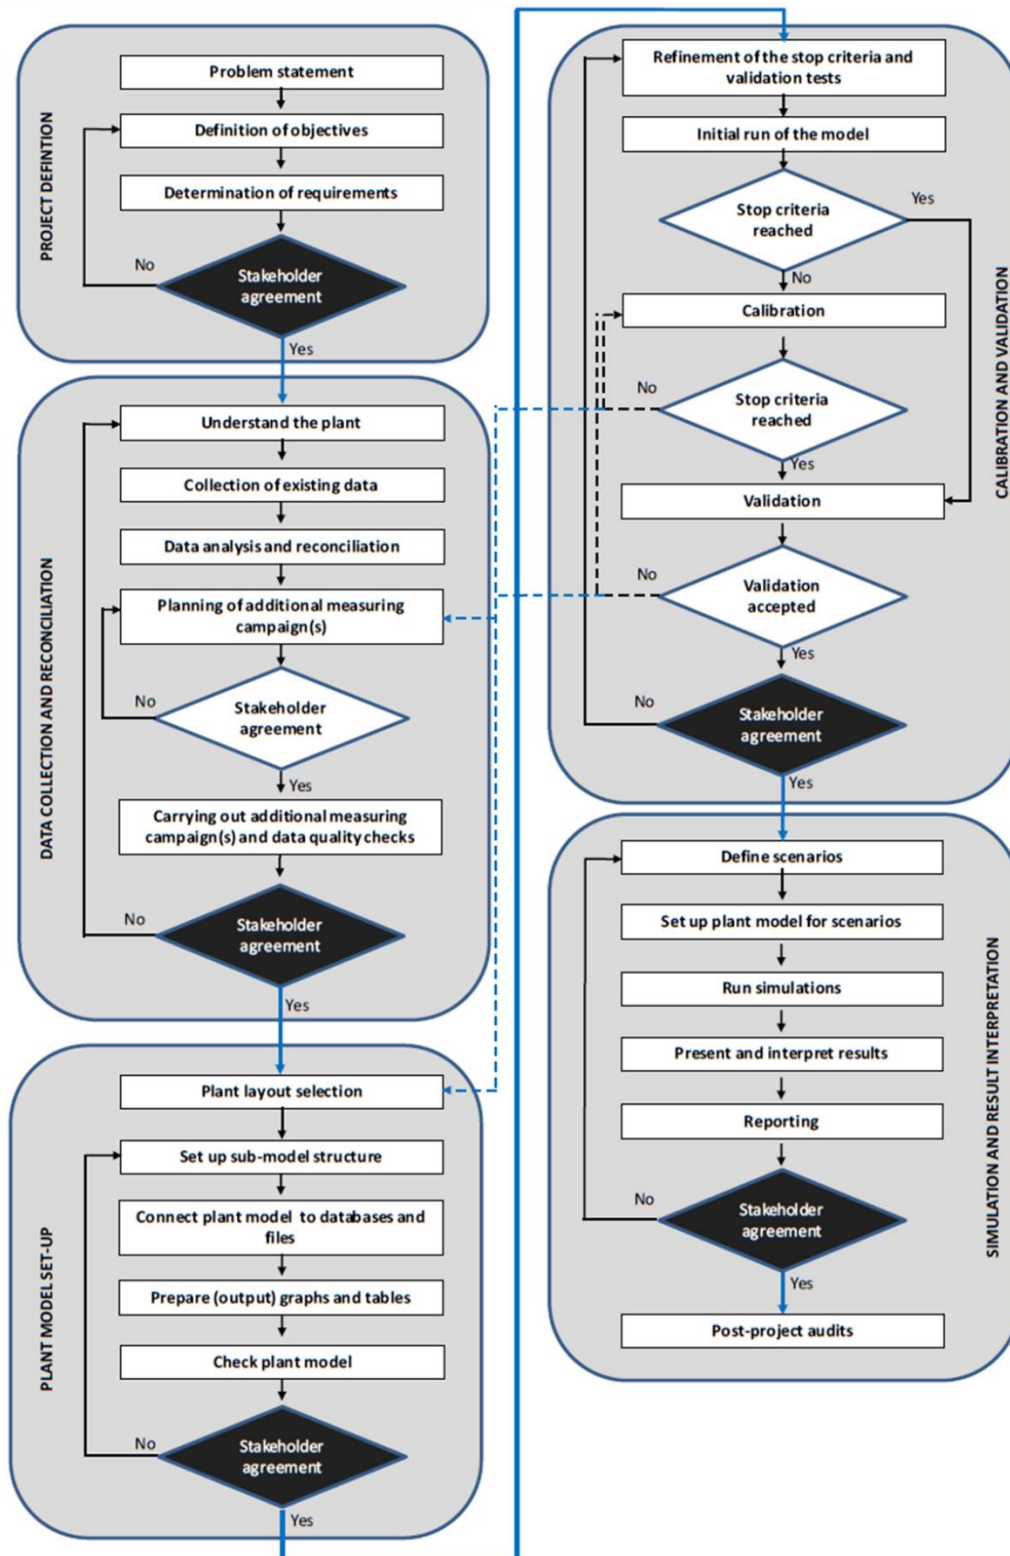 PROJECT DEFINTION
Problem statement
Definition of objectives
Determination of requirements
No
Stakeholder
agreement
Yes
DATA COLLECTION AND RECONCILIATION
Understand the plant
Collection of existing data
Data analysis and reconciliation
Planning of additional measuring
campaign(s)
No
Stakeholder
agreement
Yes
Carrying out additional measuring
campaign(s) and data quality checks
No
Stakeholder
agreement
Yes
PLANT MODEL SET-UP
Plant layout selection
Set up sub-model structure
Connect plant model to databases and
files
Prepare (output) graphs and tables
Check plant model
No
Stakeholder
agreement
Yes
CALIBRATION AND VALIDATION
Refinement of the stop criteria and
validation tests
Initial run of the model
Yes
Stop criteria
reached
No
Calibration
No
Stop criteria
reached
Yes
Validation
No
Validation
accepted
Yes
No
Stakeholder
agreement
Yes
SIMULATION AND RESULT INTERPRETATION
Define scenarios
Set up plant model for scenarios
Run simulations
Present and interpret results
Reporting
No
Stakeholder
agreement
Yes
Post-project audits